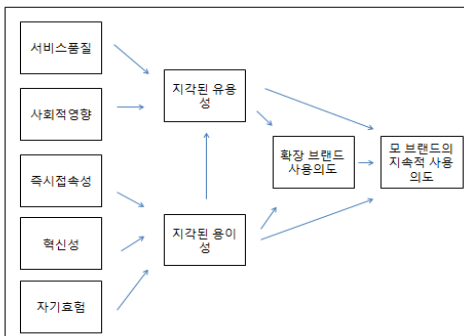 서비스품질
사회적영향
즉시접속성
혁신성
자기효험
지각된 유용
성
지각된 용이
성
확장 브랜드
사용의도
모 브랜드의
지속적 사용
의도